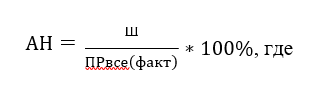 АН = Ш / ПРвсе(факт) * 100%, где